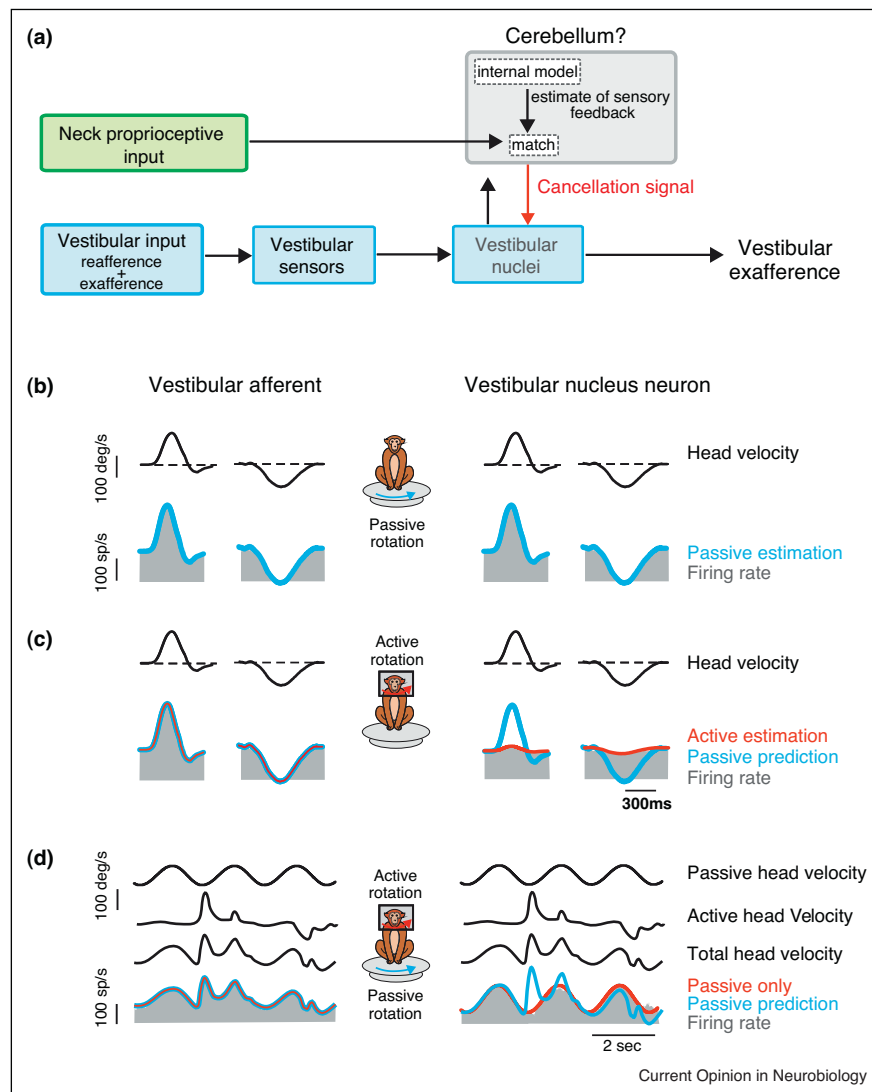 (a)
Cerebellum?
internal model
estimate of sensory
feedback
Neck proprioceptive
input
match
Cancellation signal
Vestibular input
reafference
+
exafference
Vestibular
sensors
Vestibular
nuclei
Vestibular
exafference
(b)
Vestibular afferent
Vestibular nucleus neuron
100 deg/s
Head velocity
Passive
rotation
100 sp/s
Passive estimation
Firing rate
(c)
Active
rotation
Head velocity
Active estimation
Passive prediction
Firing rate
300ms
(d)
100 deg/s
Active
rotation
Passive head velocity
Active head Velocity
Total head velocity
100 sp/s
Passive
rotation
Passive only
Passive prediction
Firing rate
2 sec
Current Opinion in Neurobiology